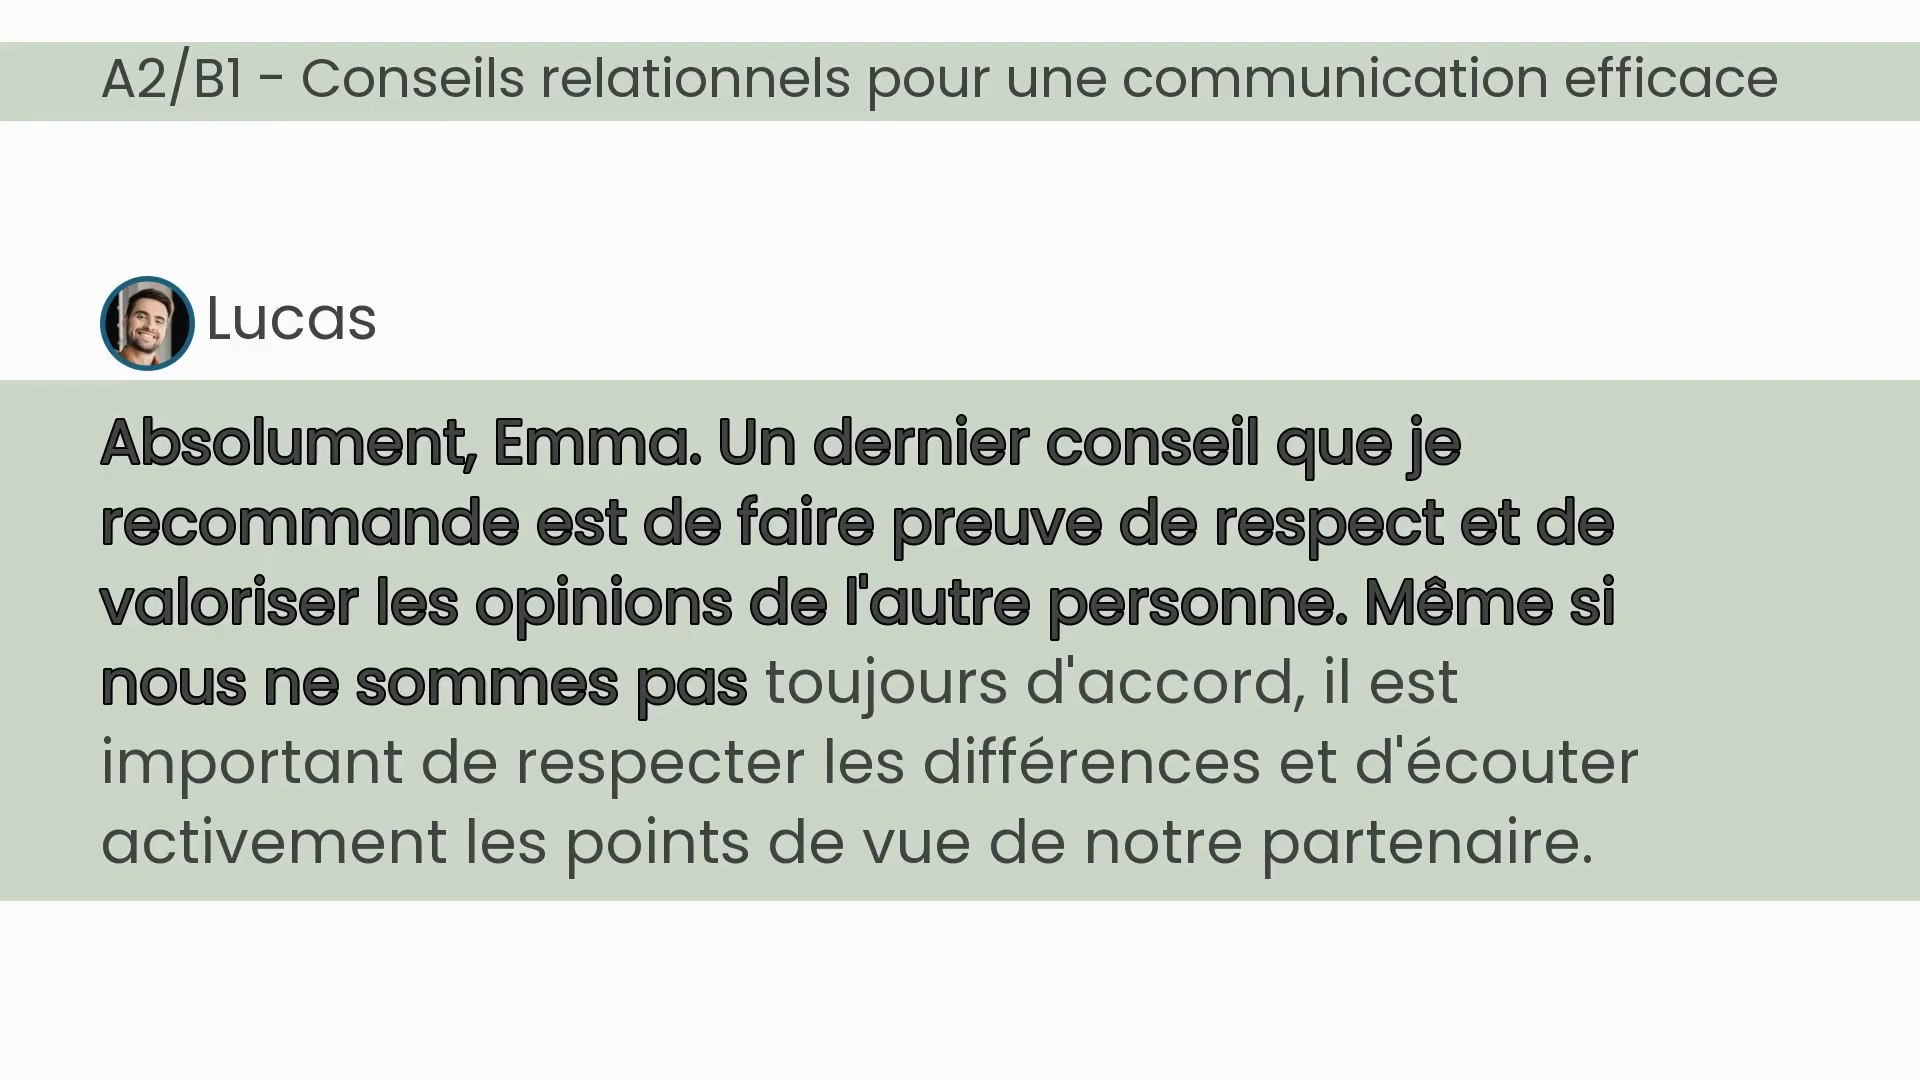 A2/B1 - Conseils relationnels pour une communication efficace
Lucas
Absolument, Emma. Un dernier conseil que je
recommande est de faire preuve de respect et de
valoriser les opinions de l'autre personne. Même si
nous ne sommes pas toujours d'accord, il est
important de respecter les différences et d'écouter
activement les points de vue de notre partenaire.